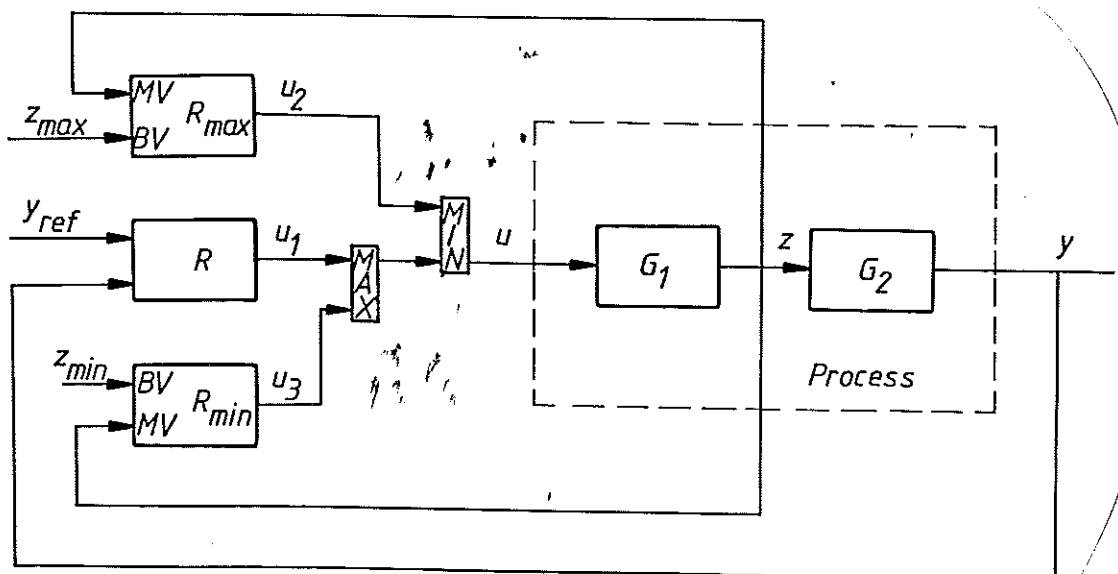 MV
R_max
z_max
BV
u_2
y_ref
R
u_1
MAX
MIN
u
G_1
z
G_2
y
Process
z_min
BV
R_min
MV
u_3